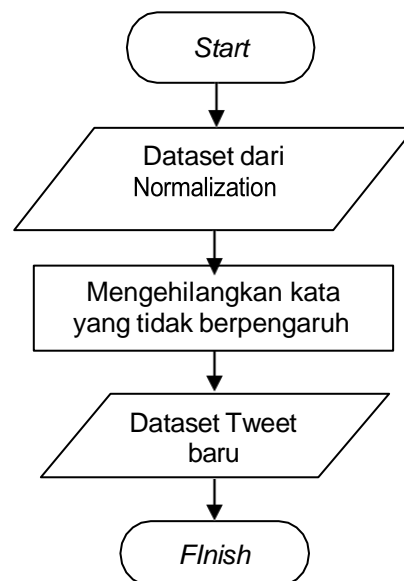 Start
Dataset dari
Normalization
Mengehilangkan kata
yang tidak berpengaruh
Dataset Tweet
baru
FInish